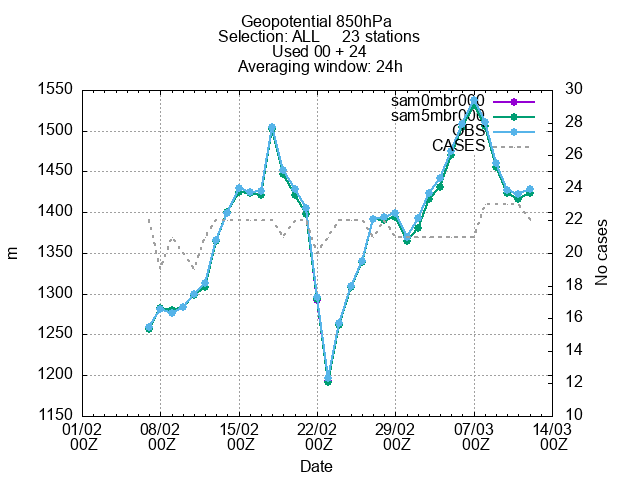 Geopotential 850hPa
Selection: ALL 23 stations
Used 00 + 24
Averaging window: 24h
sam0mbr000
sam5mbr000
OBS
CASES
1550
1500
1450
1400
1350
1300
1250
1200
1150
m
30
28
26
24
22
20
18
16
14
12
10
No cases
01/02 08/02 15/02 22/02 29/02 07/03 14/03
00Z 00Z 00Z 00Z 00Z 00Z 00Z
Date